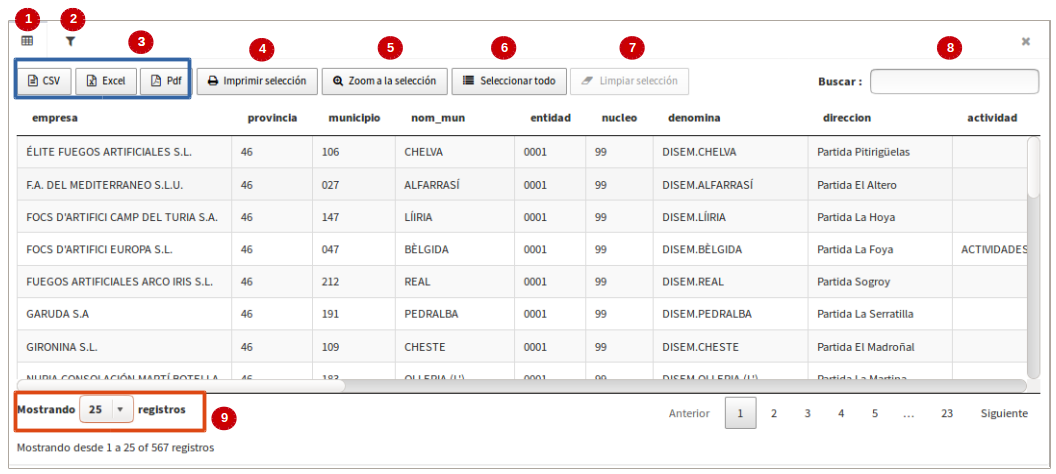 1 2
3 4 5 6 7 8
CSV Excel Pdf Imprimir selección Zoom a la selección Seleccionar todo Limpiar selección Buscar :
empresa provincia municipio nom_mun entidad nucleo denomina direccion actividad
ÉLITE FUEGOS ARTIFICIALES S.L. 46 106 CHELVA 0001 99 DISEM.CHELVA Partida Pitirigüelas
F.A. DEL MEDITERRANEO S.L.U. 46 027 ALFARRASÍ 0001 99 DISEM.ALFARRASÍ Partida El Altero
FOCS D'ARTIFICI CAMP DEL TURIA S.A. 46 147 LLÍRIA 0001 99 DISEM.LLÍRIA Partida La Hoya
FOCS D'ARTIFICI EUROPA S.L. 46 047 BÈLGIDA 0001 99 DISEM.BÈLGIDA Partida La Foya ACTIVIDADES
FUEGOS ARTIFICIALES ARCO IRIS S.L. 46 212 REAL 0001 99 DISEM.REAL Partida Sogroy
GARUDA S.A 46 191 PEDRALBA 0001 99 DISEM.PEDRALBA Partida La Serratilla
GIRONINA S.L. 46 109 CHESTE 0001 99 DISEM.CHESTE Partida El Madroñal
NURIA CONSOLACIÓN MARTÍ BOTELLA 46 183 OLLERIA (L') 0001 99 DISEM.OLLERIA (L') Partida La Martina
Mostrando 25 registros 9 Anterior 1 2 3 4 5 ... 23 Siguiente
Mostrando desde 1 a 25 of 567 registros